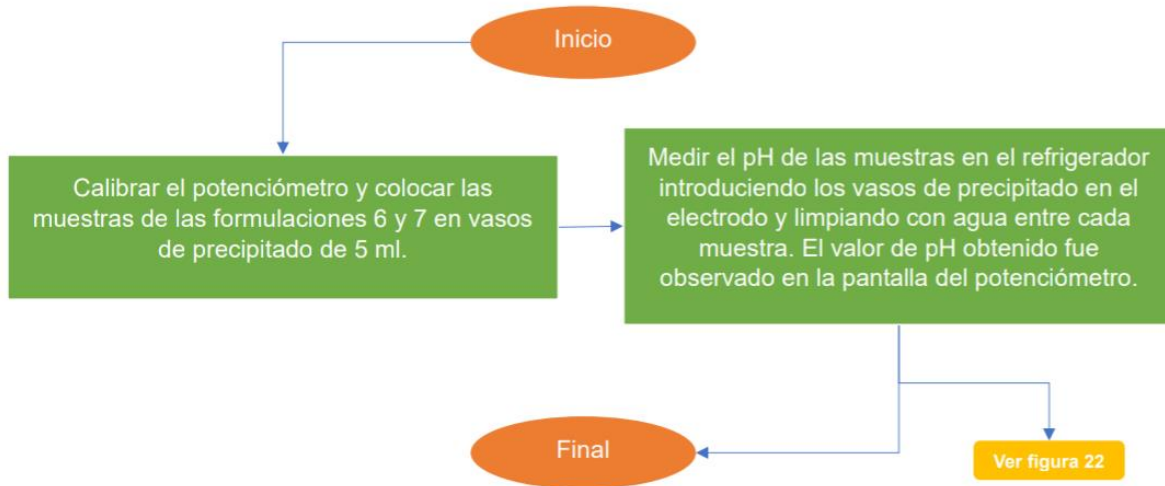 Inicio
Calibrar el potenciómetro y colocar las
muestras de las formulaciones 6 y 7 en vasos
de precipitado de 5 ml.
Medir el pH de las muestras en el refrigerador
introduciendo los vasos de precipitado en el
electrodo y limpiando con agua entre cada
muestra. El valor de pH obtenido fue
observado en la pantalla del potenciómetro.
Final
Ver figura 22